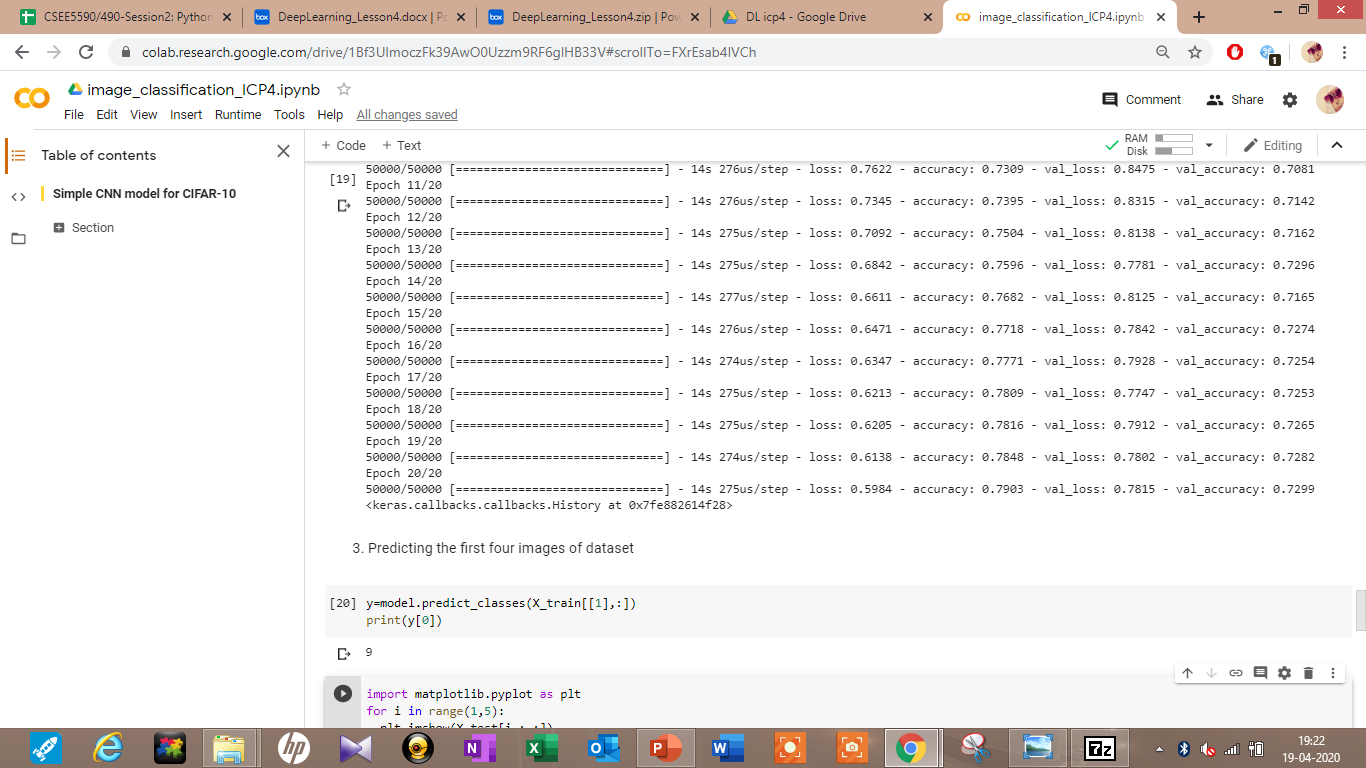 CSEE5590/490-Session2: Python
DeepLearning_Lesson4.docx | Po
DeepLearning_Lesson4.zip | Pow
DL icp4 - Google Drive
image_classification_ICP4.ipynb
colab.research.google.com/drive/1Bf3UlmoczFk39AwO0Uzzm9RF6glHB33V#scrollTo=FXrEsab4IVCh
1
image_classification_ICP4.ipynb
File Edit View Insert Runtime Tools Help All changes saved
Comment Share
Table of contents
+ Code + Text
RAM
Disk
Editing
Simple CNN model for CIFAR-10
Section
[19]
50000/50000 [==============================] - 14s 276us/step - loss: 0.7622 - accuracy: 0.7309 - val_loss: 0.8475 - val_accuracy: 0.7081
Epoch 11/20
50000/50000 [==============================] - 14s 276us/step - loss: 0.7345 - accuracy: 0.7395 - val_loss: 0.8315 - val_accuracy: 0.7142
Epoch 12/20
50000/50000 [==============================] - 14s 275us/step - loss: 0.7092 - accuracy: 0.7504 - val_loss: 0.8138 - val_accuracy: 0.7162
Epoch 13/20
50000/50000 [==============================] - 14s 275us/step - loss: 0.6842 - accuracy: 0.7596 - val_loss: 0.7781 - val_accuracy: 0.7296
Epoch 14/20
50000/50000 [==============================] - 14s 277us/step - loss: 0.6611 - accuracy: 0.7682 - val_loss: 0.8125 - val_accuracy: 0.7165
Epoch 15/20
50000/50000 [==============================] - 14s 276us/step - loss: 0.6471 - accuracy: 0.7718 - val_loss: 0.7842 - val_accuracy: 0.7274
Epoch 16/20
50000/50000 [==============================] - 14s 274us/step - loss: 0.6347 - accuracy: 0.7771 - val_loss: 0.7928 - val_accuracy: 0.7254
Epoch 17/20
50000/50000 [==============================] - 14s 275us/step - loss: 0.6213 - accuracy: 0.7809 - val_loss: 0.7747 - val_accuracy: 0.7253
Epoch 18/20
50000/50000 [==============================] - 14s 275us/step - loss: 0.6205 - accuracy: 0.7816 - val_loss: 0.7912 - val_accuracy: 0.7265
Epoch 19/20
50000/50000 [==============================] - 14s 274us/step - loss: 0.6138 - accuracy: 0.7848 - val_loss: 0.7802 - val_accuracy: 0.7282
Epoch 20/20
50000/50000 [==============================] - 14s 275us/step - loss: 0.5984 - accuracy: 0.7903 - val_loss: 0.7815 - val_accuracy: 0.7299
<keras.callbacks.callbacks.History at 0x7fe882614f28>
3. Predicting the first four images of dataset
[20] y=model.predict_classes(X_train[[1],:])
print(y[0])
9
import matplotlib.pyplot as plt
for i in range(1,5):
plt.imshow(X_test[i,:,:])
19:22
19-04-2020